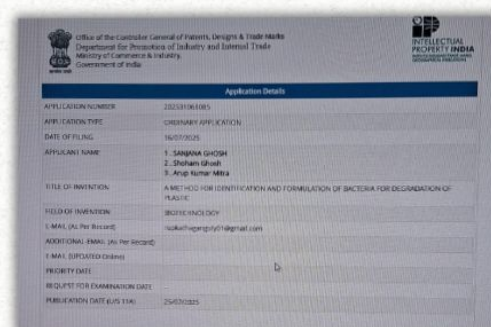 Office of the Controller General of Patents, Designs & Trade Marks
Department for Promotion of Industry and Internal Trade
Ministry of Commerce & Industry,
Government of India
INTELLECTUAL
PROPERTY INDIA
Application Details
APPLICATION NUMBER 202531063085
APPLICATION TYPE ORDINARY APPLICATION
DATE OF FILING 16/07/2025
APPLICANT NAME 1 . SANJANA GHOSH
2 . Shoham Ghosh
3 . Arup Kumar Mitra
TITLE OF INVENTION A METHOD FOR IDENTIFICATION AND FORMULATION OF BACTERIA FOR DEGRADATION OF
PLASTIC
FIELD OF INVENTION BIOTECHNOLOGY
E-MAIL (As Per Record)
ADDITIONAL-EMAIL (As Per Record)
E-MAIL (UPDATED Online)
PRIORITY DATE
REQUEST FOR EXAMINATION DATE
PUBLICATION DATE (U/S 11A) 25/07/2025